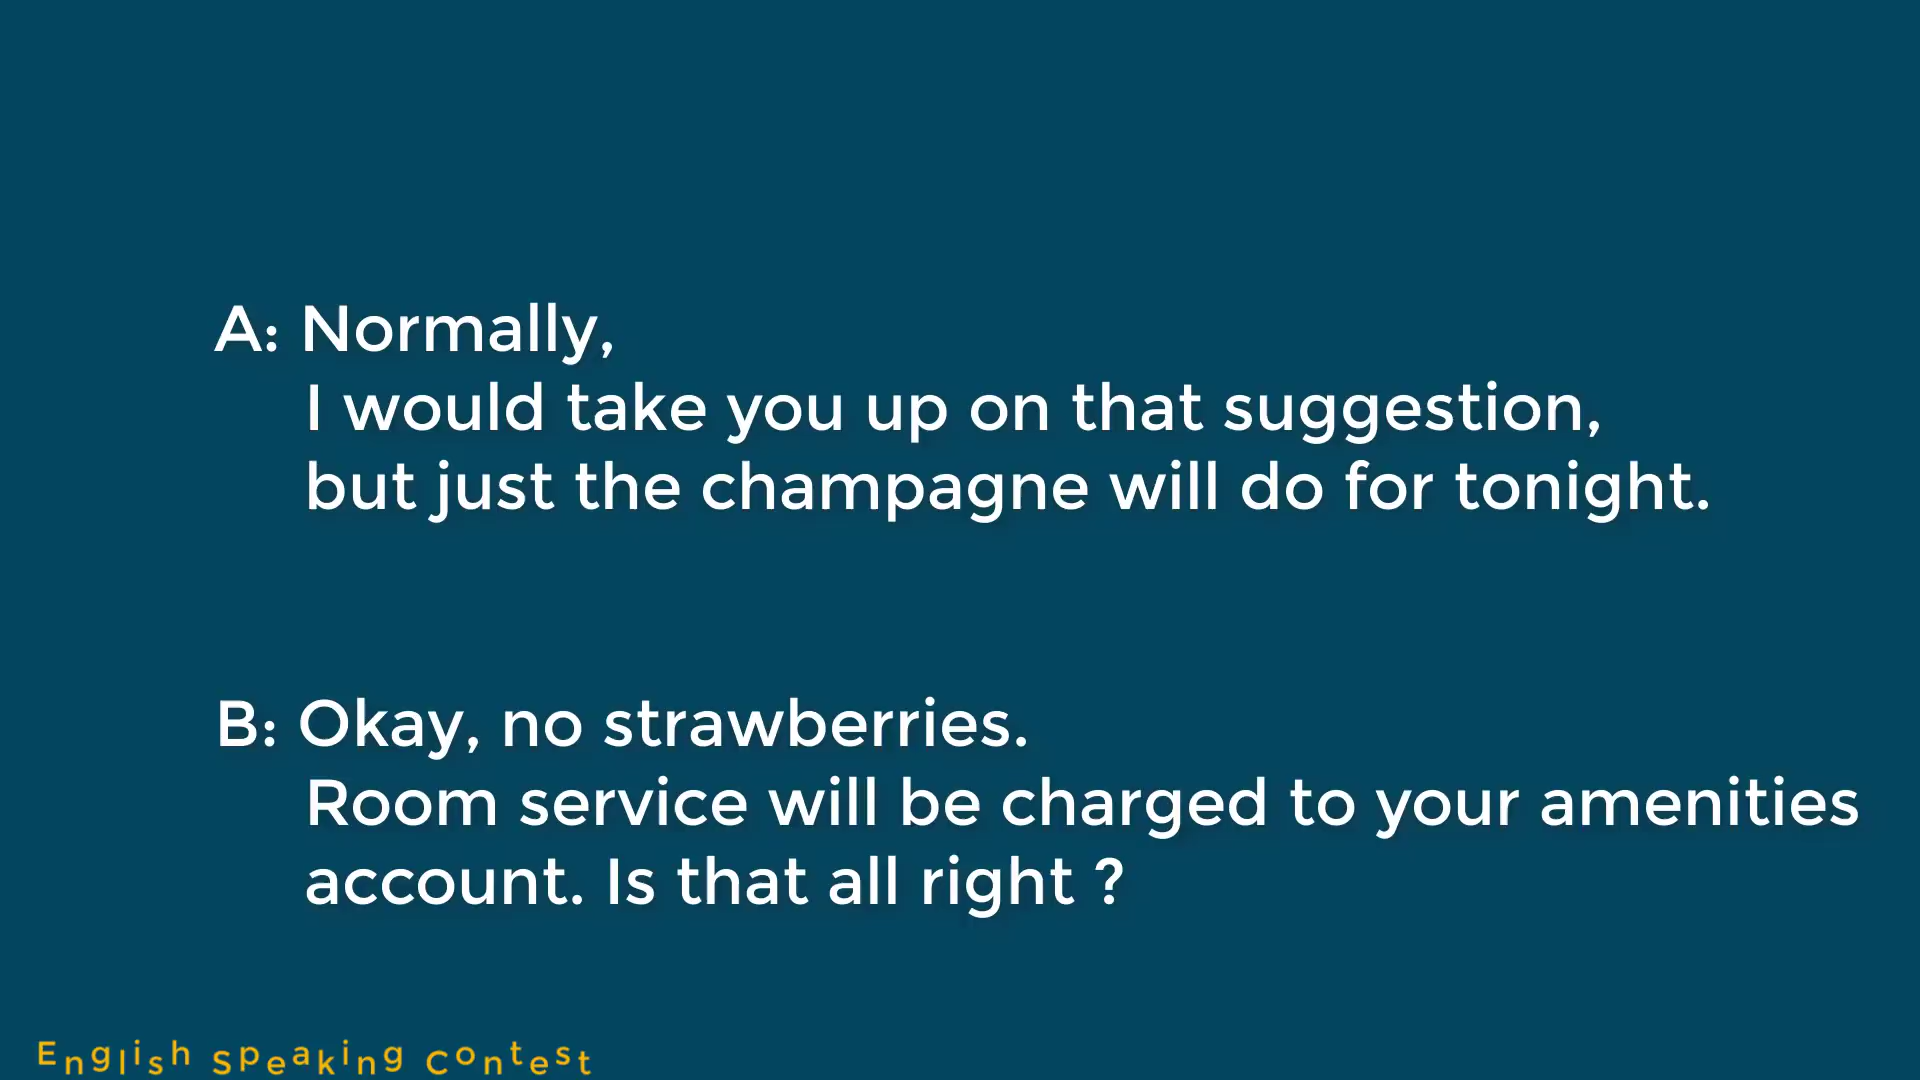 A: Normally,
I would take you up on that suggestion,
but just the champagne will do for tonight.
B: Okay, no strawberries.
Room service will be charged to your amenities
account. Is that all right ?
English Speaking Contest